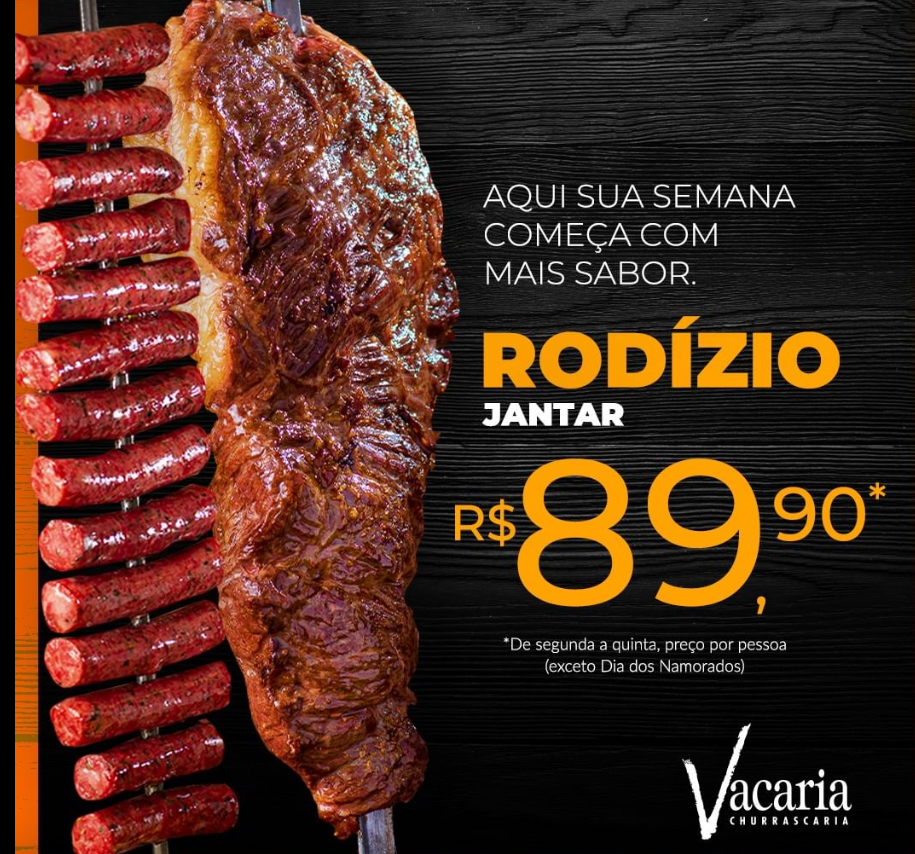 AQUI SUA SEMANA
COMEÇA COM
MAIS SABOR.
RODÍZIO
JANTAR
R$89,90*
*De segunda a quinta, preço por pessoa
(exceto Dia dos Namorados)
Vacaria
CHURRASCARIA